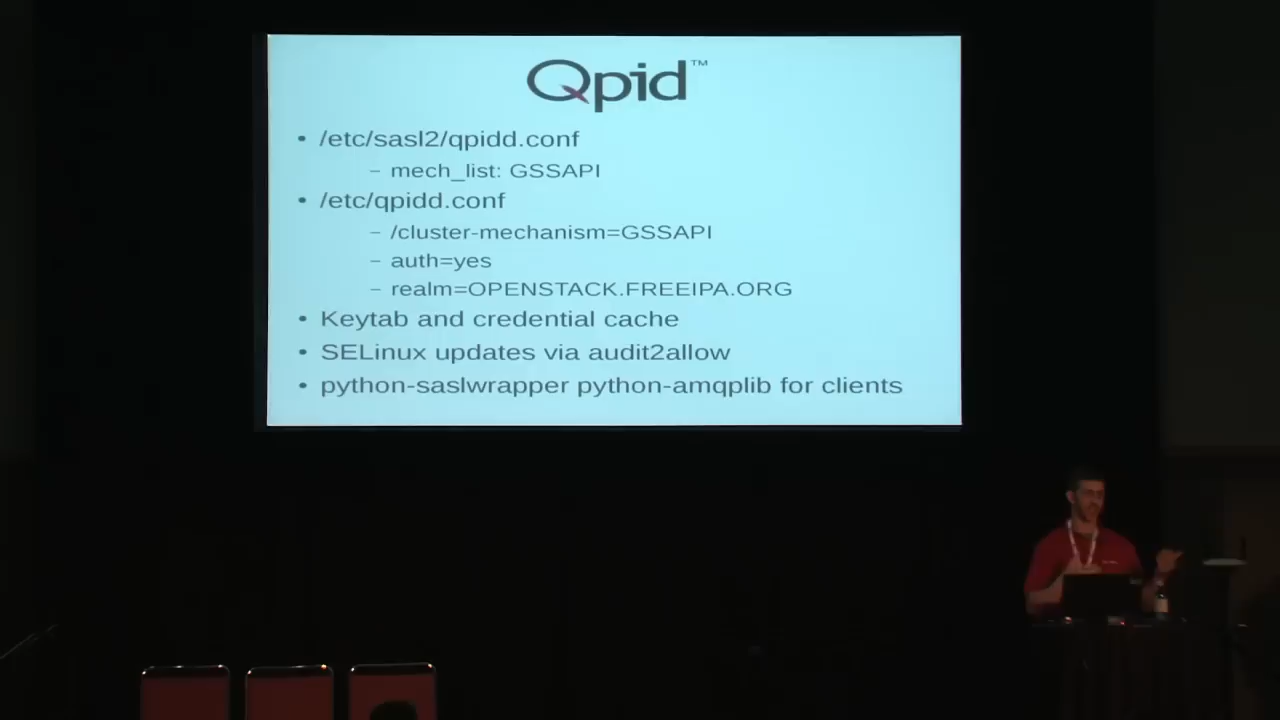 Qpid™
• /etc/sasl2/qpidd.conf
– mech_list: GSSAPI
• /etc/qpidd.conf
– /cluster-mechanism=GSSAPI
– auth=yes
– realm=OPENSTACK.FREEIPA.ORG
• Keytab and credential cache
• SELinux updates via audit2allow
• python-saslwrapper python-amqplib for clients